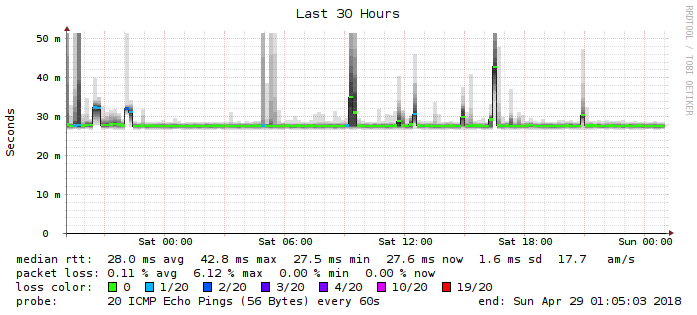 Last 30 Hours
RRDTOOL / TOBI OETIKER
Seconds
50 m
40 m
30 m
20 m
10 m
0
Sat 00:00 Sat 06:00 Sat 12:00 Sat 18:00 Sun 00:00
median rtt: 28.0 ms avg 42.8 ms max 27.5 ms min 27.6 ms now 1.6 ms sd 17.7 am/s
packet loss: 0.11 % avg 6.12 % max 0.00 % min 0.00 % now
loss color: 0 1/20 2/20 3/20 4/20 10/20 19/20
probe: 20 ICMP Echo Pings (56 Bytes) every 60s end: Sun Apr 29 01:05:03 2018